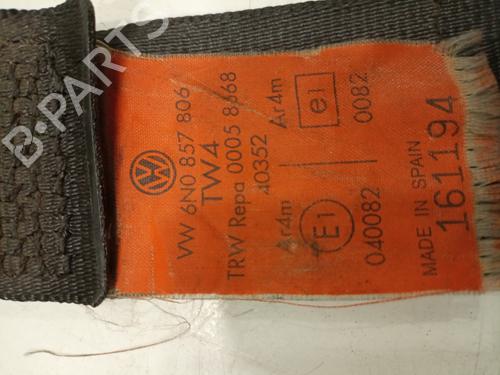 VW 6N0 857 806
TW4
TRW Repa 0005 8668
40352
Ar4m Ar4m
E1 e1
040082 0082
MADE IN SPAIN
161194
B-PARTS